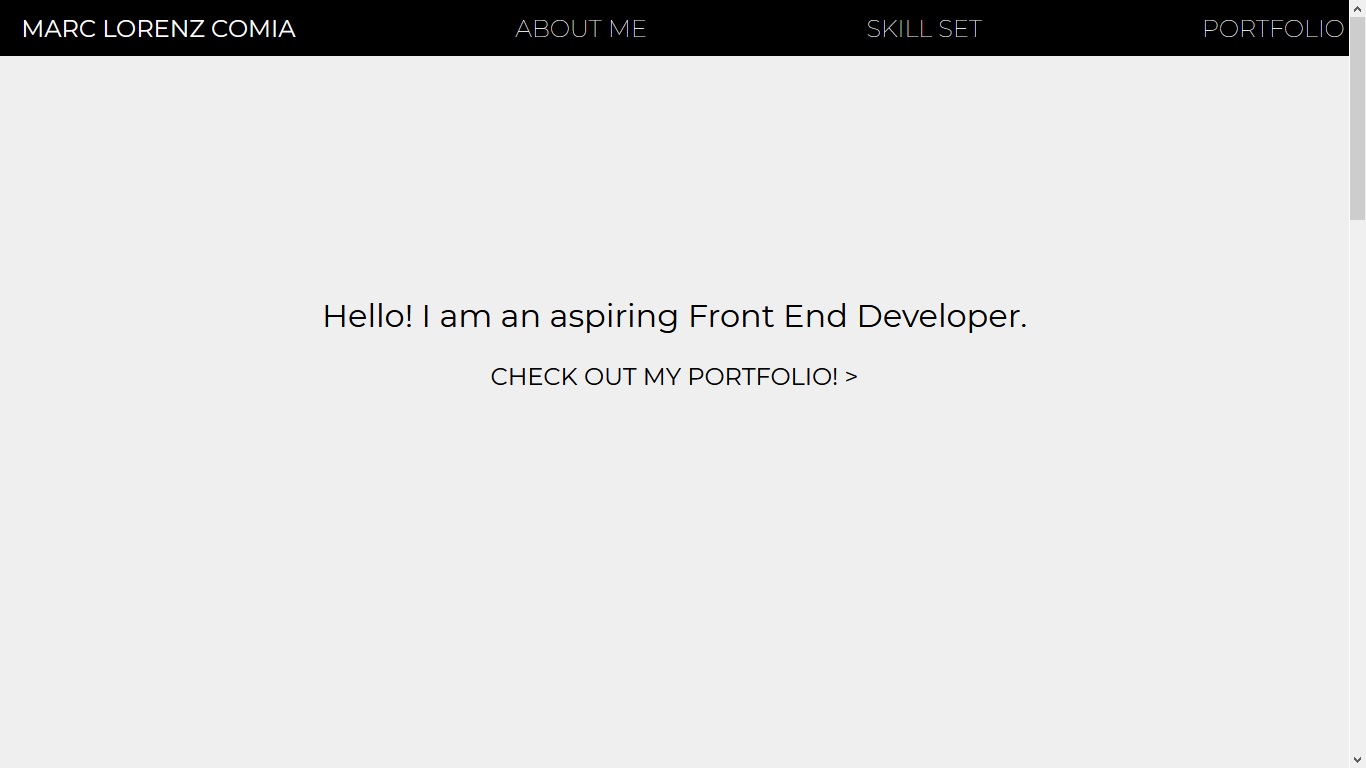 MARC LORENZ COMIA ABOUT ME SKILL SET PORTFOLIO
Hello! I am an aspiring Front End Developer.
CHECK OUT MY PORTFOLIO! >